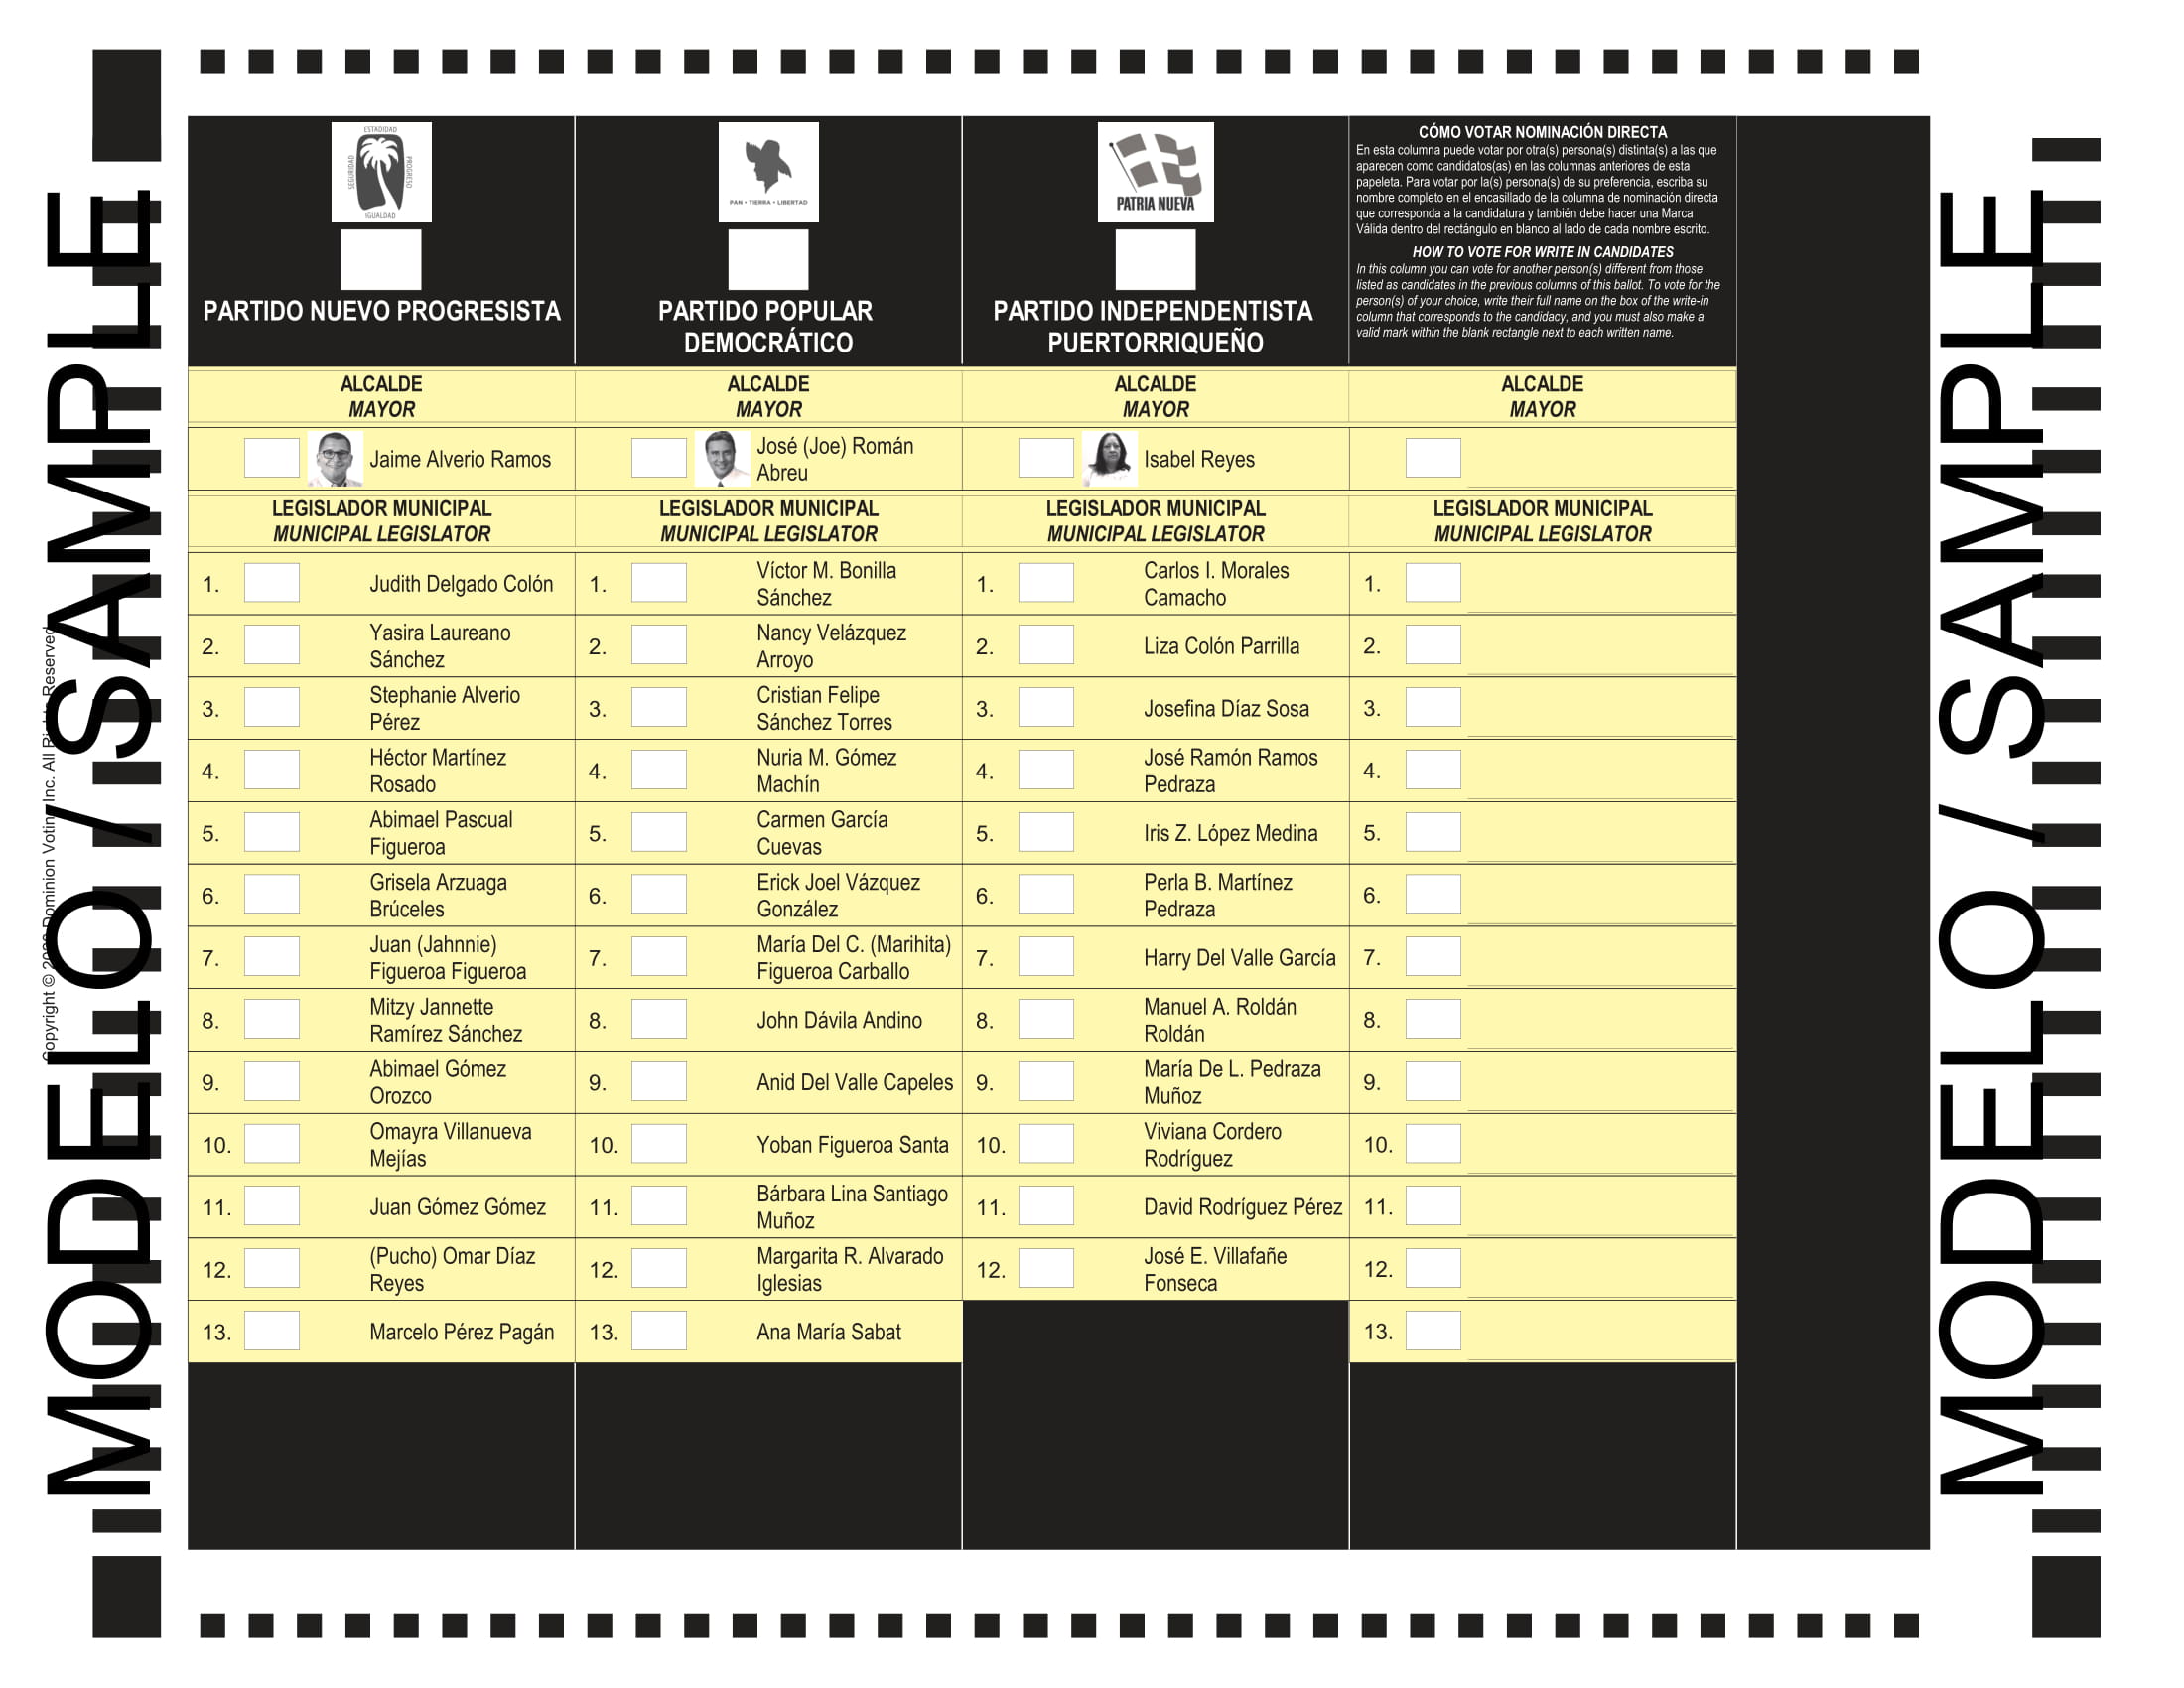 MODELO / SAMPLE
Copyright © Dominion Voting Inc. All Rights Reserved
ESTADIDAD
SEGURIDAD
PROGRESO
IGUALDAD
PARTIDO NUEVO PROGRESISTA
PAN • TIERRA • LIBERTAD
PARTIDO POPULAR
DEMOCRÁTICO
PATRIA NUEVA
PARTIDO INDEPENDENTISTA
PUERTORRIQUEÑO
CÓMO VOTAR NOMINACIÓN DIRECTA
En esta columna puede votar por otra(s) persona(s) distinta(s) a las que
aparecen como candidatos(as) en las columnas anteriores de esta
papeleta. Para votar por la(s) persona(s) de su preferencia, escriba su
nombre completo en el encasillado de la columna de nominación directa
que corresponda a la candidatura y también debe hacer una Marca
Válida dentro del rectángulo en blanco al lado de cada nombre escrito.
HOW TO VOTE FOR WRITE IN CANDIDATES
In this column you can vote for another person(s) different from those
listed as candidates in the previous columns of this ballot. To vote for the
person(s) of your choice, write their full name on the box of the write-in
column that corresponds to the candidacy, and you must also make a
valid mark within the blank rectangle next to each written name.
ALCALDE
MAYOR
Jaime Alverio Ramos
LEGISLADOR MUNICIPAL
MUNICIPAL LEGISLATOR
1. Judith Delgado Colón
2. Yasira Laureano
Sánchez
3. Stephanie Alverio
Pérez
4. Héctor Martínez
Rosado
5. Abimael Pascual
Figueroa
6. Grisela Arzuaga
Brúceles
7. Juan (Jahnnie)
Figueroa Figueroa
8. Mitzy Jannette
Ramírez Sánchez
9. Abimael Gómez
Orozco
10. Omayra Villanueva
Mejías
11. Juan Gómez Gómez
12. (Pucho) Omar Díaz
Reyes
13. Marcelo Pérez Pagán
ALCALDE
MAYOR
José (Joe) Román
Abreu
LEGISLADOR MUNICIPAL
MUNICIPAL LEGISLATOR
1. Víctor M. Bonilla
Sánchez
2. Nancy Velázquez
Arroyo
3. Cristian Felipe
Sánchez Torres
4. Nuria M. Gómez
Machín
5. Carmen García
Cuevas
6. Erick Joel Vázquez
González
7. María Del C. (Marihita)
Figueroa Carballo
8. John Dávila Andino
9. Anid Del Valle Capeles
10. Yoban Figueroa Santa
11. Bárbara Lina Santiago
Muñoz
12. Margarita R. Alvarado
Iglesias
13. Ana María Sabat
ALCALDE
MAYOR
Isabel Reyes
LEGISLADOR MUNICIPAL
MUNICIPAL LEGISLATOR
1. Carlos I. Morales
Camacho
2. Liza Colón Parrilla
3. Josefina Díaz Sosa
4. José Ramón Ramos
Pedraza
5. Iris Z. López Medina
6. Perla B. Martínez
Pedraza
7. Harry Del Valle García
8. Manuel A. Roldán
Roldán
9. María De L. Pedraza
Muñoz
10. Viviana Cordero
Rodríguez
11. David Rodríguez Pérez
12. José E. Villafañe
Fonseca
ALCALDE
MAYOR
LEGISLADOR MUNICIPAL
MUNICIPAL LEGISLATOR
1.
2.
3.
4.
5.
6.
7.
8.
9.
10.
11.
12.
13.
MODELO / SAMPLE